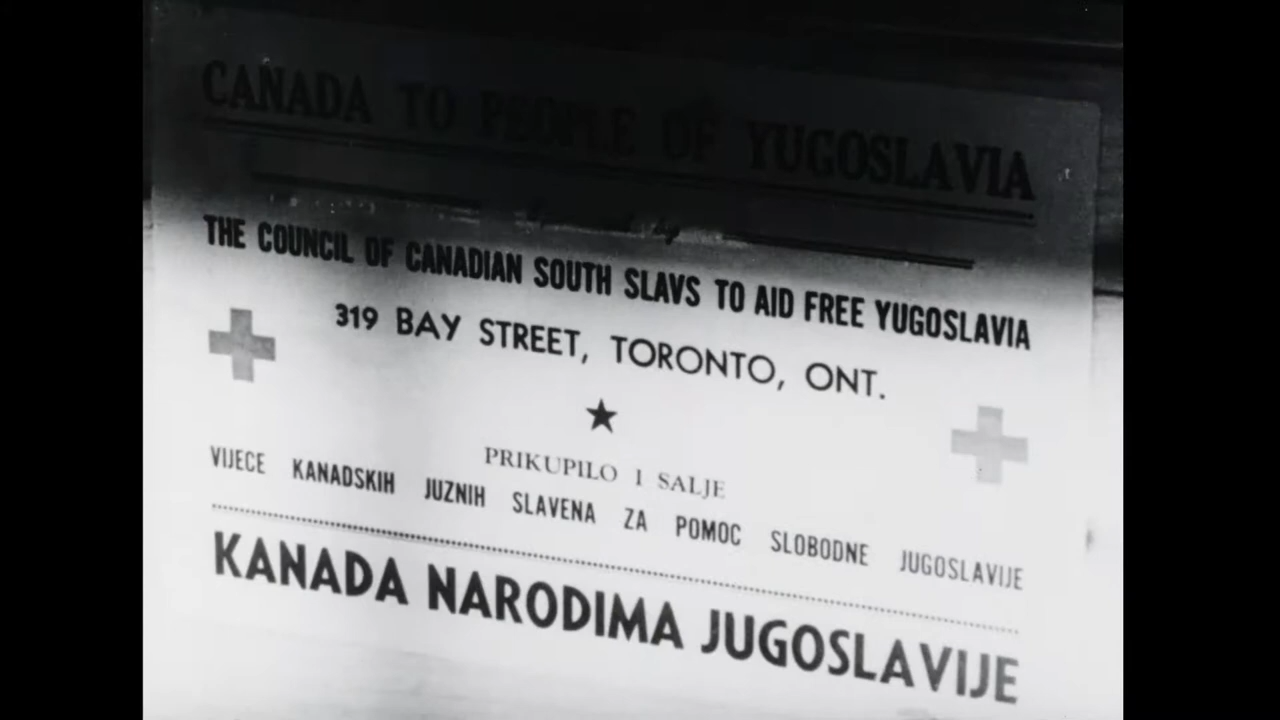 CANADA TO PEOPLE OF YUGOSLAVIA
THE COUNCIL OF CANADIAN SOUTH SLAVS TO AID FREE YUGOSLAVIA
319 BAY STREET, TORONTO, ONT.
PRIKUPILO I SALJE
VIJECE KANADSKIH JUZNIH SLAVENA ZA POMOC SLOBODNE JUGOSLAVIJE
KANADA NARODIMA JUGOSLAVIJE